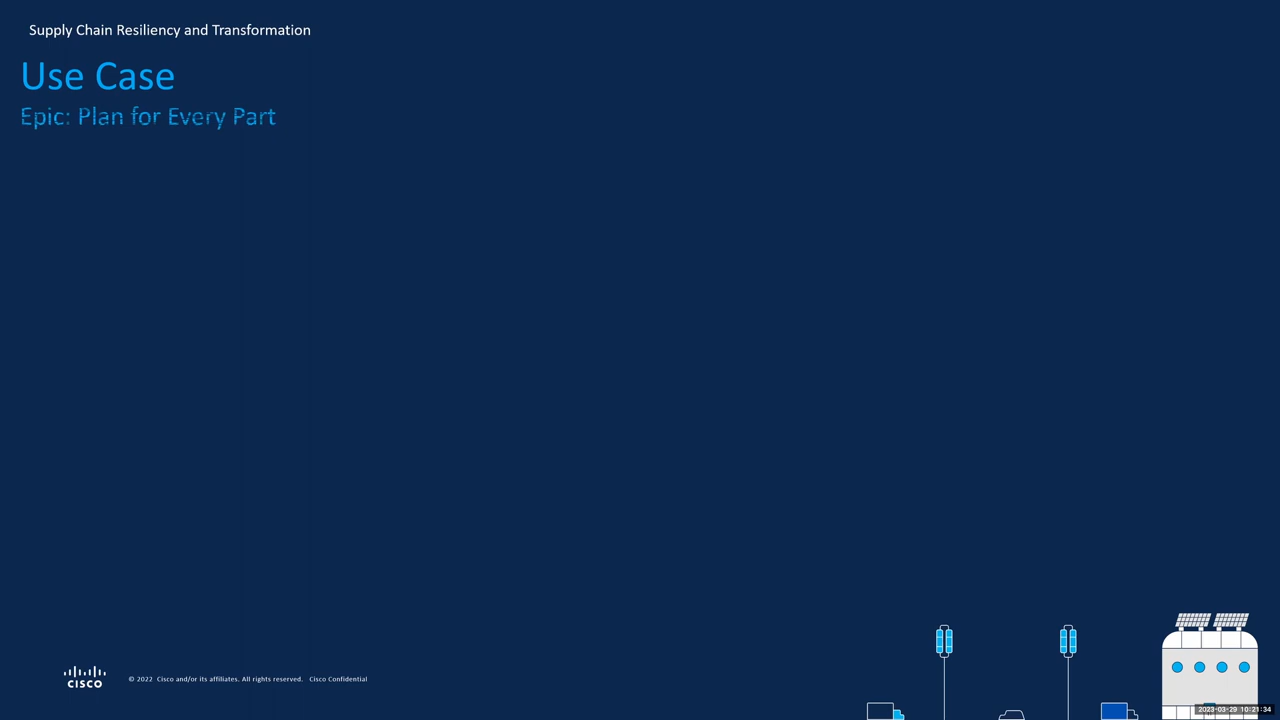 Supply Chain Resiliency and Transformation
Use Case
Epic: Plan for Every Part
CISCO
© 2022 Cisco and/or its affiliates. All rights reserved. Cisco Confidential
2023-03-29 10:21:34